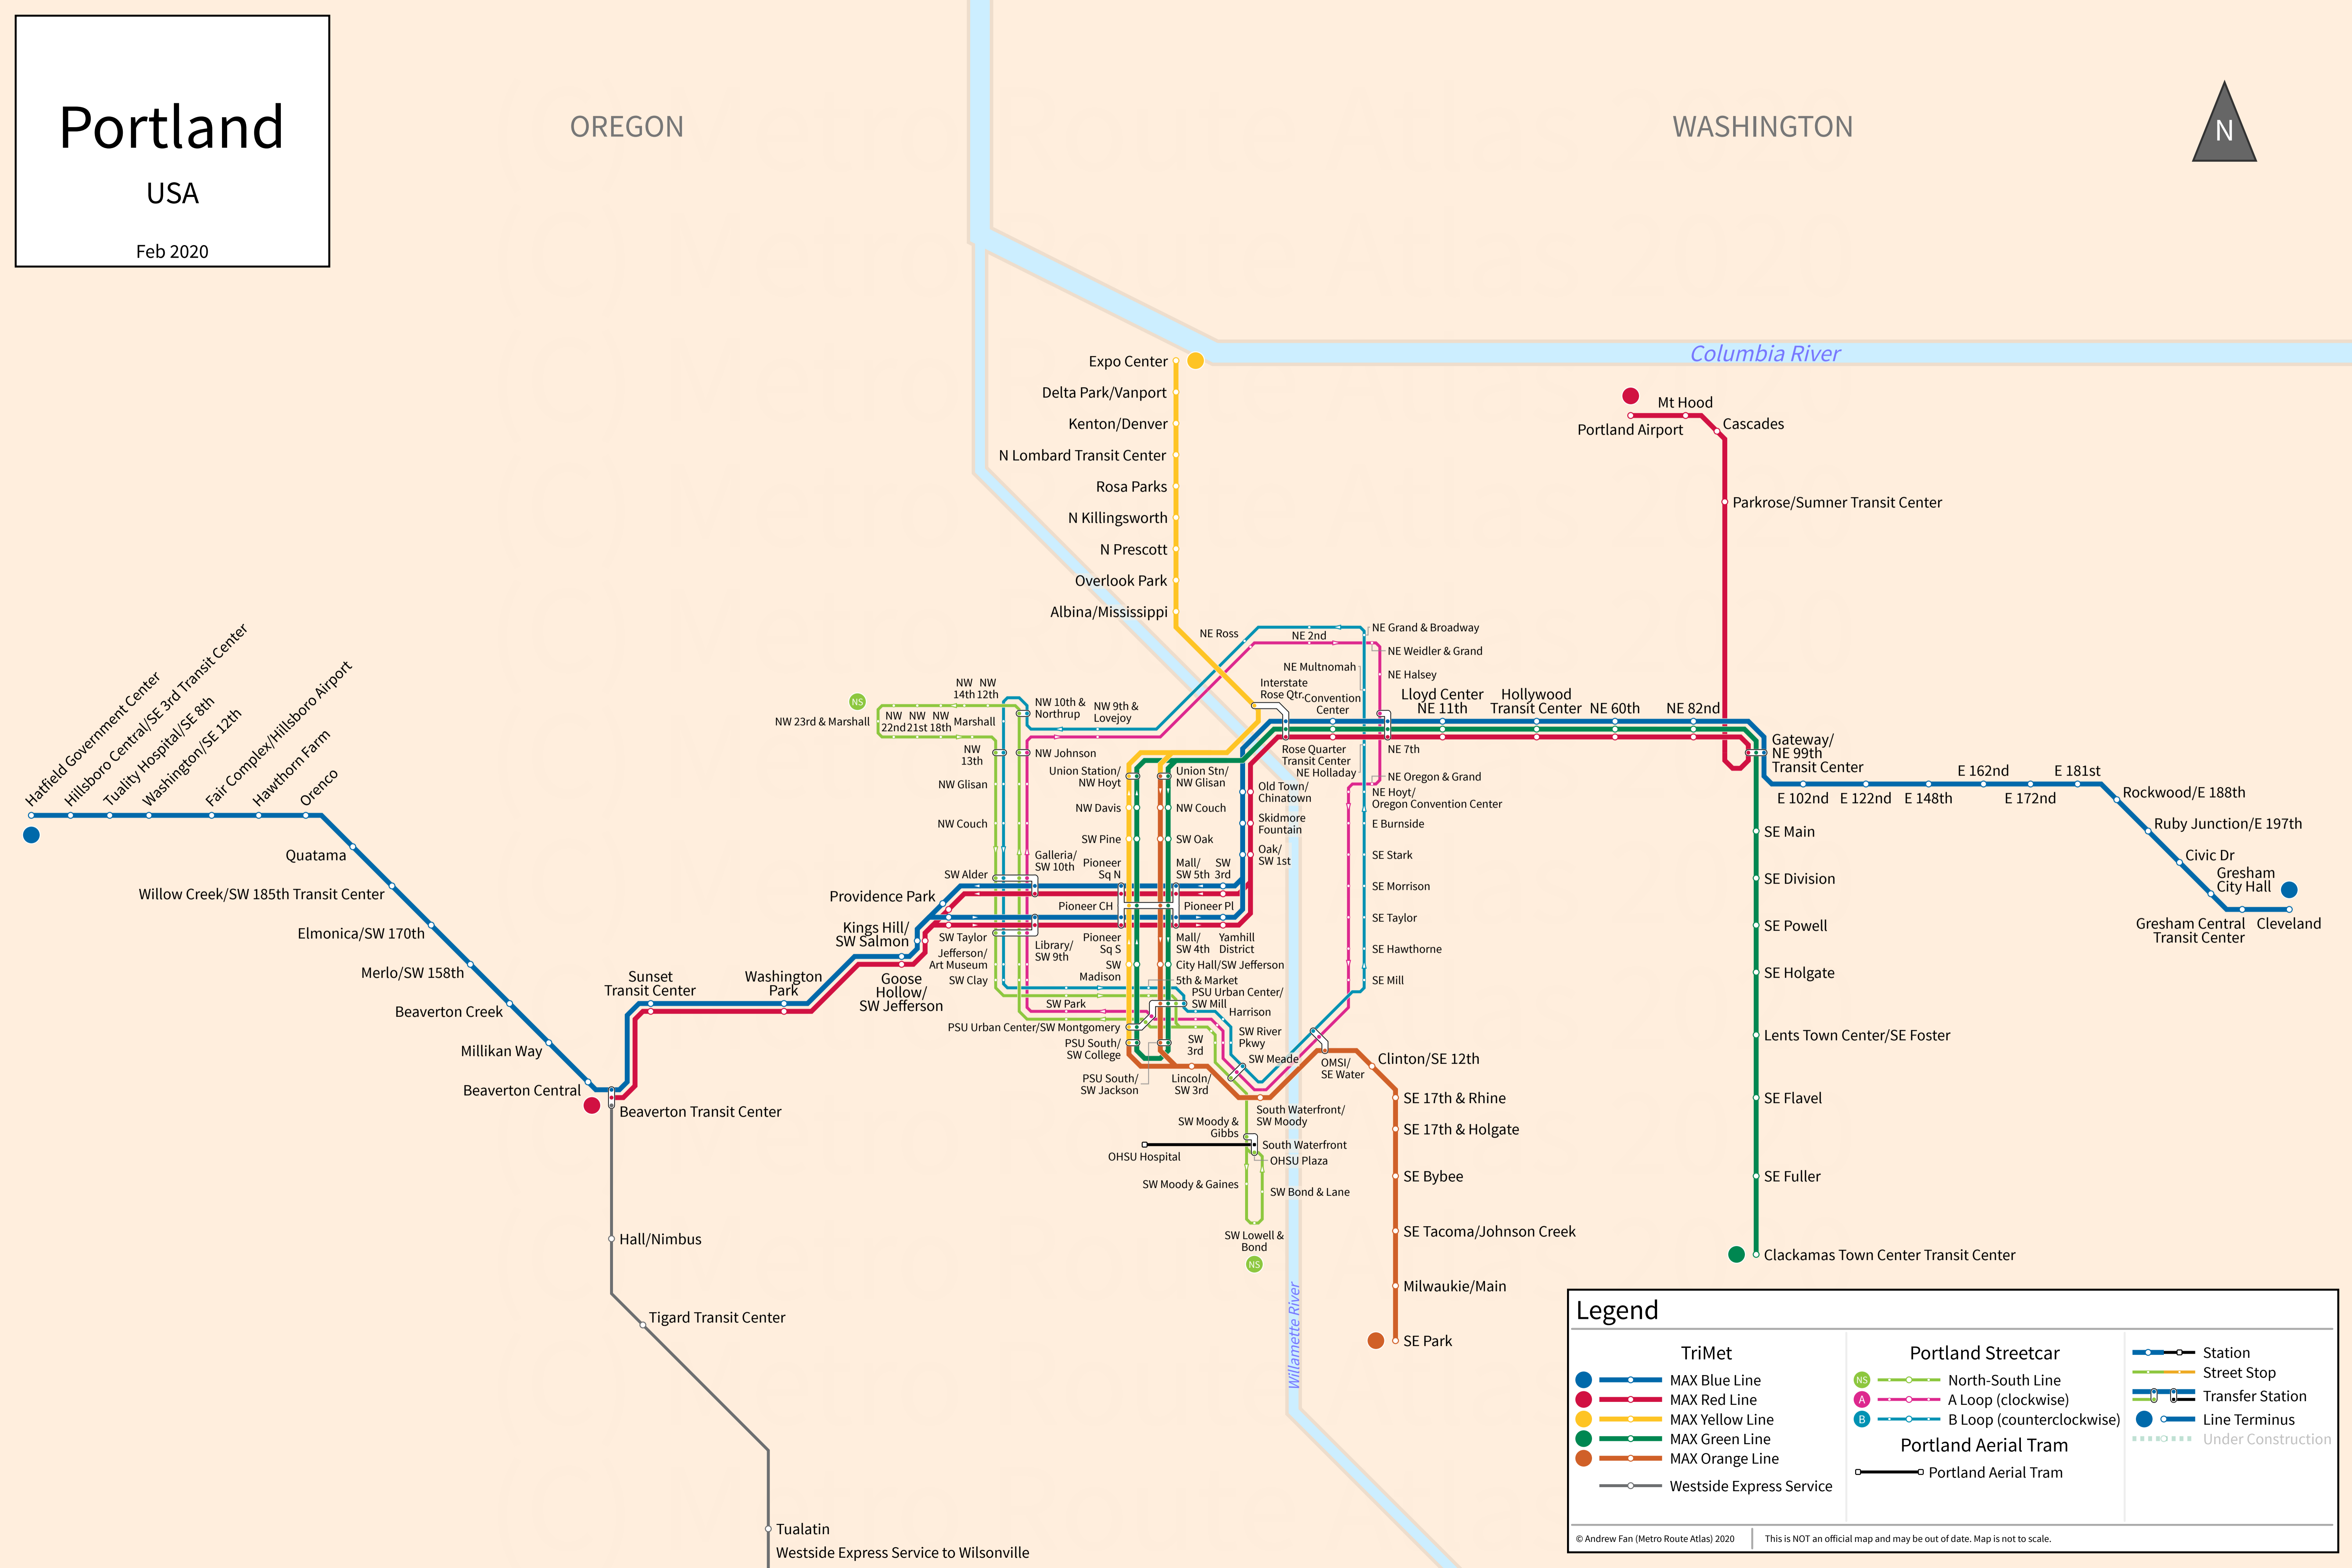 Portland
USA
Feb 2020
OREGON
WASHINGTON
N
Columbia River
Expo Center
Delta Park/Vanport
Kenton/Denver
N Lombard Transit Center
Rosa Parks
N Killingsworth
N Prescott
Overlook Park
Albina/Mississippi
Mt Hood
Portland Airport
Cascades
Parkrose/Sumner Transit Center
Hatfield Government Center
Hillsboro Central/SE 3rd Transit Center
Tuality Hospital/SE 8th
Washington/SE 12th
Fair Complex/Hillsboro Airport
Hawthorn Farm
Orenco
Quatama
Willow Creek/SW 185th Transit Center
Elmonica/SW 170th
Merlo/SW 158th
Beaverton Creek
Millikan Way
Beaverton Central
Beaverton Transit Center
Sunset
Transit Center
Washington
Park
Goose
Hollow/
SW Jefferson
Kings Hill/
SW Salmon
Providence Park
Hall/Nimbus
Tigard Transit Center
Tualatin
Westside Express Service to Wilsonville
NS
NW 23rd & Marshall
NW
22nd
NW
21st
NW
18th
Marshall
NW
14th
NW
12th
NW 10th &
Northrup
NW 9th &
Lovejoy
NW
13th
NW Johnson
NW Glisan
NW Couch
SW Alder
Galleria/
SW 10th
SW Taylor
Library/
SW 9th
Jefferson/
Art Museum
SW Clay
SW Park
Union Station/
NW Hoyt
NW Davis
SW Pine
Pioneer
Sq N
Pioneer CH
Pioneer
Sq S
SW
Madison
PSU Urban Center/SW Montgomery
PSU South/
SW College
PSU South/
SW Jackson
Union Stn/
NW Glisan
NW Couch
SW Oak
Mall/
SW 5th
SW
3rd
Pioneer Pl
Mall/
SW 4th
Yamhill
District
City Hall/SW Jefferson
5th & Market
PSU Urban Center/
SW Mill
Harrison
SW River
Pkwy
SW
3rd
SW Meade
Lincoln/
SW 3rd
Old Town/
Chinatown
Skidmore
Fountain
Oak/
SW 1st
NE Ross
NE 2nd
NE Grand & Broadway
NE Weidler & Grand
NE Multnomah
NE Halsey
Interstate
Rose Qtr.
Convention
Center
Rose Quarter
Transit Center
NE Holladay
NE 7th
NE Oregon & Grand
NE Hoyt/
Oregon Convention Center
E Burnside
SE Stark
SE Morrison
SE Taylor
SE Hawthorne
SE Mill
Lloyd Center
NE 11th
Hollywood
Transit Center
NE 60th
NE 82nd
Gateway/
NE 99th
Transit Center
E 102nd
E 122nd
E 148th
E 162nd
E 172nd
E 181st
Rockwood/E 188th
Ruby Junction/E 197th
Civic Dr
Gresham
City Hall
Gresham Central
Transit Center
Cleveland
SE Main
SE Division
SE Powell
SE Holgate
Lents Town Center/SE Foster
SE Flavel
SE Fuller
Clackamas Town Center Transit Center
OMSI/
SE Water
Clinton/SE 12th
SE 17th & Rhine
SE 17th & Holgate
SE Bybee
SE Tacoma/Johnson Creek
Milwaukie/Main
SE Park
South Waterfront/
SW Moody
SW Moody &
Gibbs
South Waterfront
OHSU Hospital
OHSU Plaza
SW Moody & Gaines
SW Bond & Lane
SW Lowell &
Bond
NS
Willamette River
Legend
TriMet
MAX Blue Line
MAX Red Line
MAX Yellow Line
MAX Green Line
MAX Orange Line
Westside Express Service
Portland Streetcar
NS North-South Line
A A Loop (clockwise)
B B Loop (counterclockwise)
Portland Aerial Tram
Portland Aerial Tram
Station
Street Stop
Transfer Station
Line Terminus
Under Construction
© Andrew Fan (Metro Route Atlas) 2020
This is NOT an official map and may be out of date. Map is not to scale.